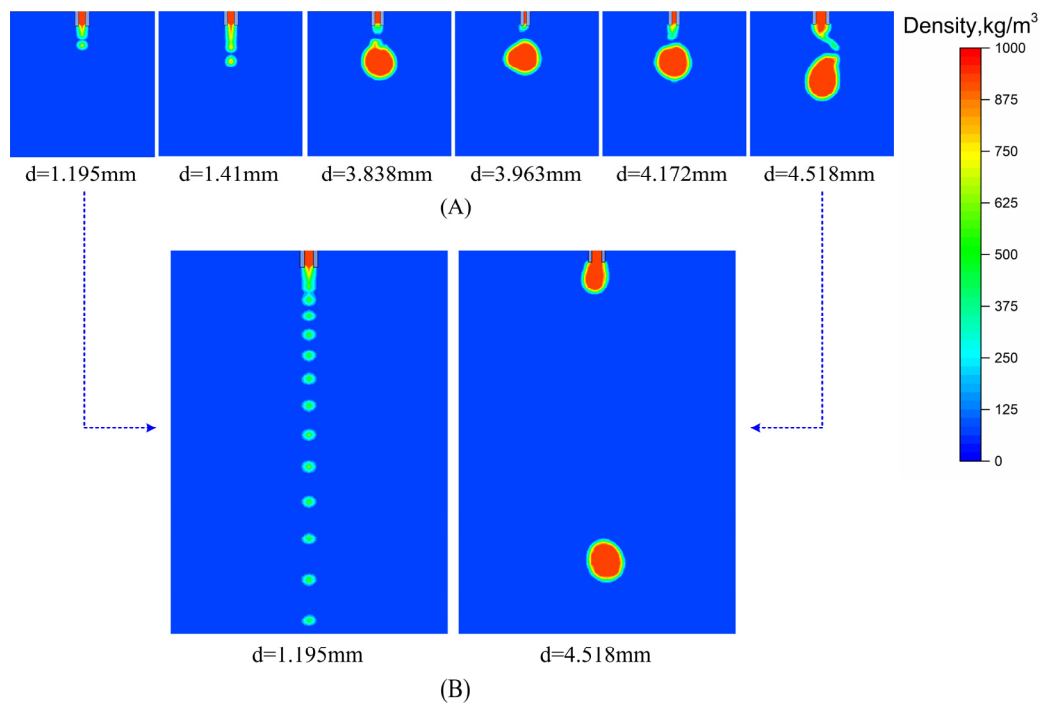 Density,kg/m³
1000
875
750
625
500
375
250
125
0
d=1.195mm
d=1.41mm
d=3.838mm
d=3.963mm
d=4.172mm
d=4.518mm
(A)
d=1.195mm
d=4.518mm
(B)